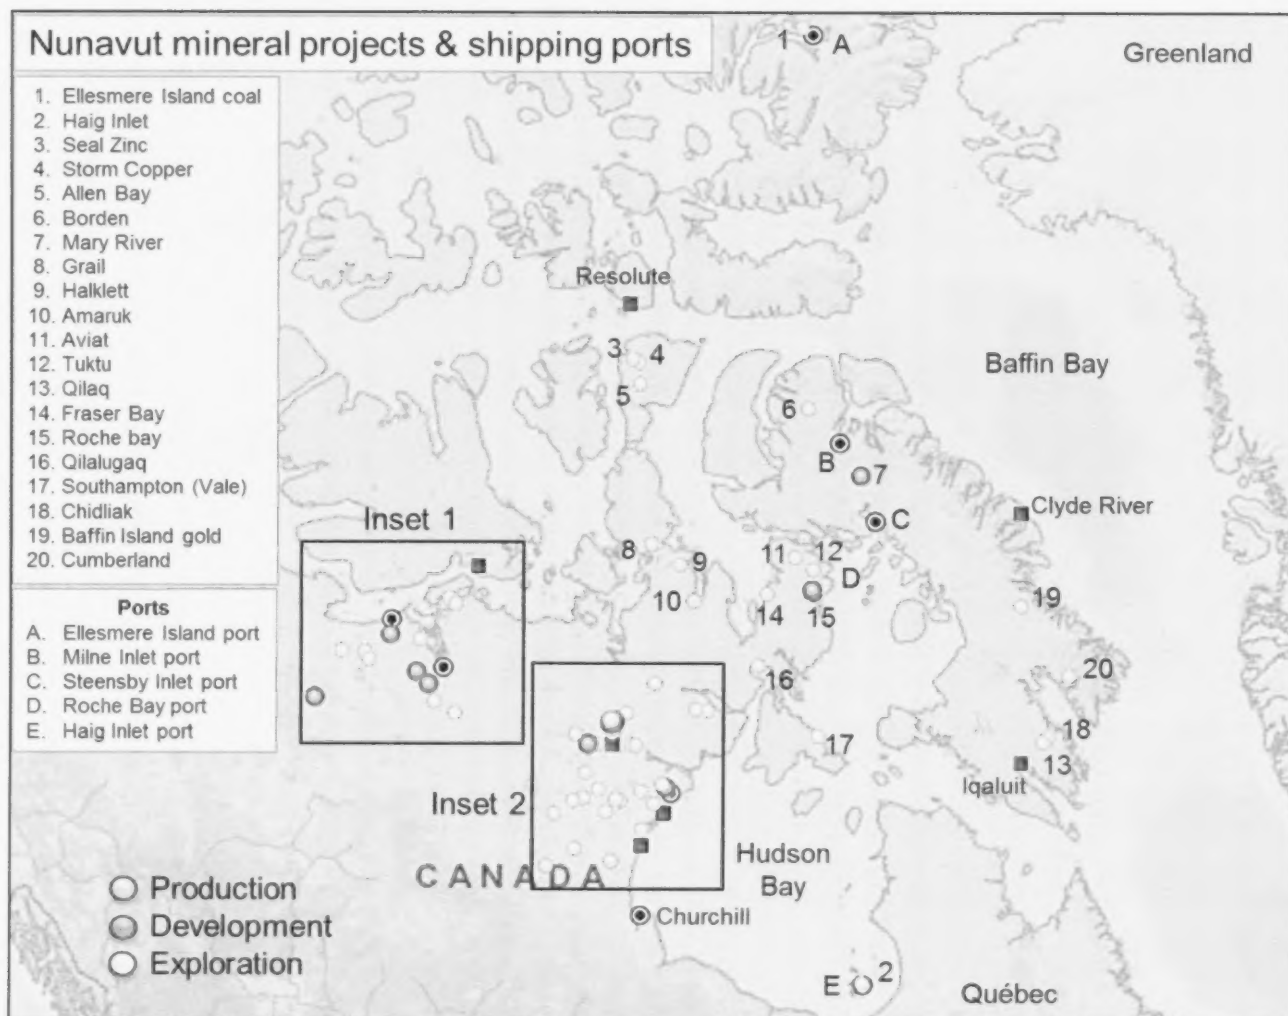 Nunavut mineral projects & shipping ports
1. Ellesmere Island coal
2. Haig Inlet
3. Seal Zinc
4. Storm Copper
5. Allen Bay
6. Borden
7. Mary River
8. Grail
9. Halklett
10. Amaruk
11. Aviat
12. Tuktu
13. Qilaq
14. Fraser Bay
15. Roche bay
16. Qilalugaq
17. Southampton (Vale)
18. Chidliak
19. Baffin Island gold
20. Cumberland
Ports
A. Ellesmere Island port
B. Milne Inlet port
C. Steensby Inlet port
D. Roche Bay port
E. Haig Inlet port
1 A
Greenland
Resolute
3 4
5
Baffin Bay
6
B
7
C
Clyde River
Inset 1
8 9
10
11 12
D
14 15
19
16
20
17
18
13
Iqaluit
Inset 2
Hudson
Bay
CANADA
Churchill
E 2
Québec
Production
Development
Exploration